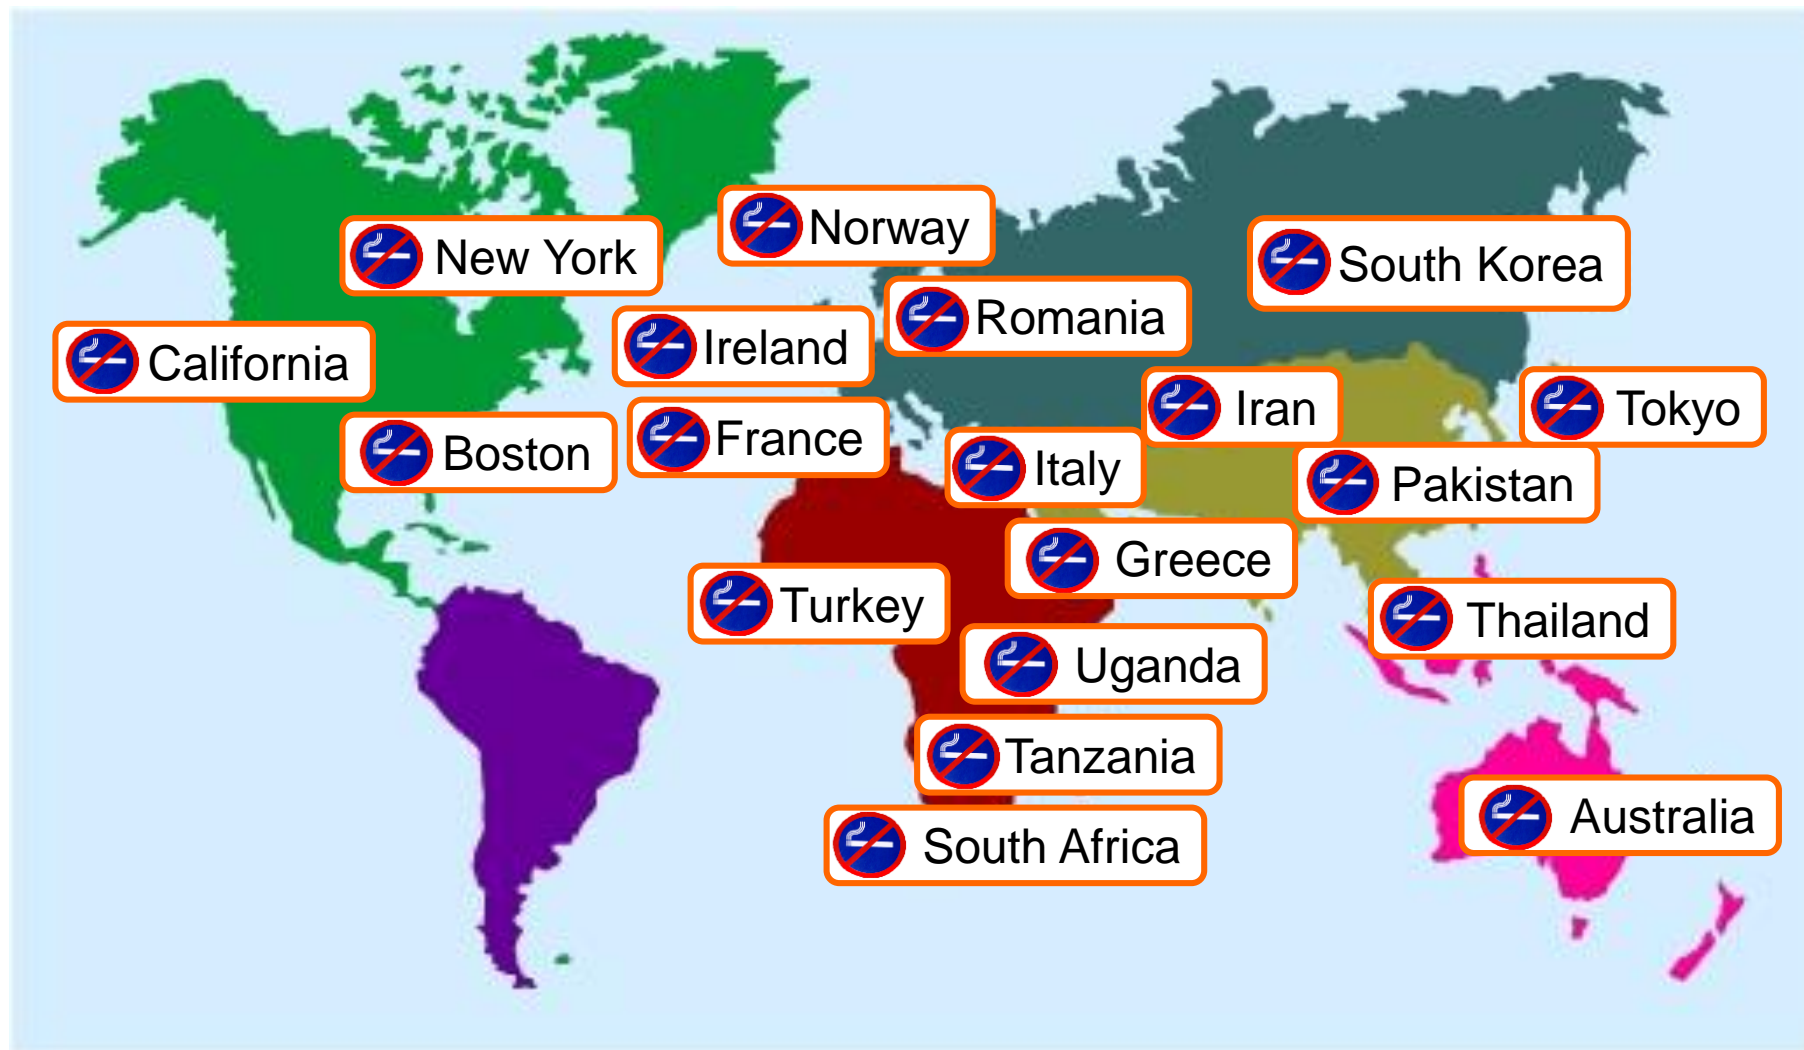 Norway
New York
South Korea
Romania
Ireland
California
Iran
Tokyo
France
Boston
Italy
Pakistan
Greece
Turkey
Thailand
Uganda
Tanzania
Australia
South Africa